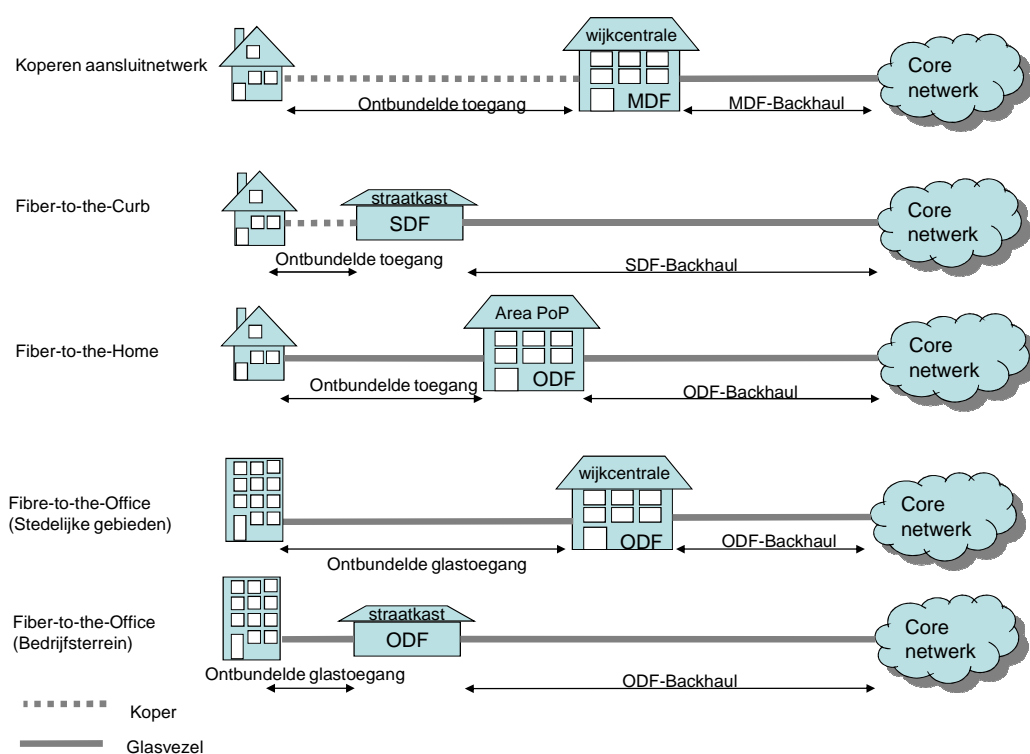 Koperen aansluitnetwerk
wijkcentrale
MDF
Core
netwerk
Ontbundelde toegang
MDF-Backhaul
Fiber-to-the-Curb
straatkast
SDF
Core
netwerk
Ontbundelde toegang
SDF-Backhaul
Fiber-to-the-Home
Area PoP
ODF
Core
netwerk
Ontbundelde toegang
ODF-Backhaul
Fibre-to-the-Office
(Stedelijke gebieden)
wijkcentrale
ODF
Core
netwerk
Ontbundelde glastoegang
ODF-Backhaul
Fiber-to-the-Office
(Bedrijfsterrein)
straatkast
ODF
Core
netwerk
Ontbundelde glastoegang
ODF-Backhaul
Koper
Glasvezel